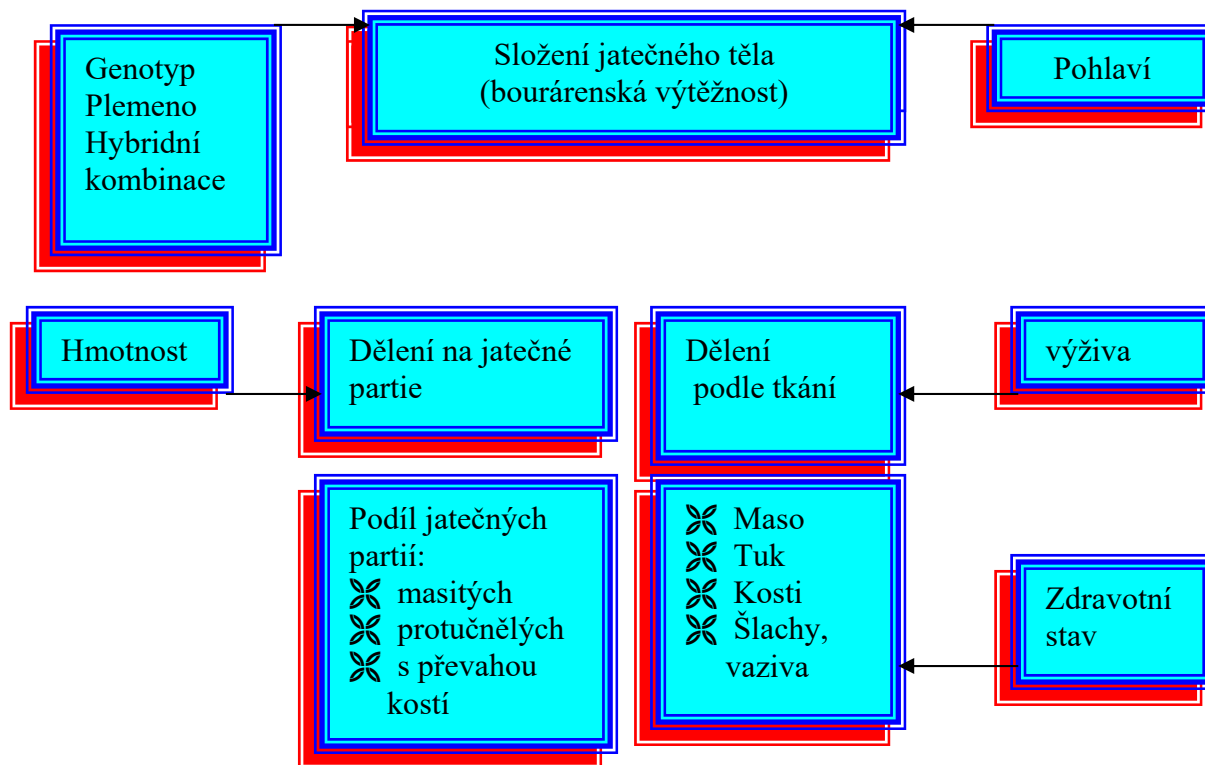 Genotyp
Plemeno
Hybridní
kombinace
Složení jatečného těla
(bourárenská výtěžnost)
Pohlaví
Hmotnost
Dělení na jatečné
partie
Dělení
podle tkání
výživa
Podíl jatečných
partií:
masitých
protučnělých
s převahou
kostí
Maso
Tuk
Kosti
Šlachy,
vaziva
Zdravotní
stav